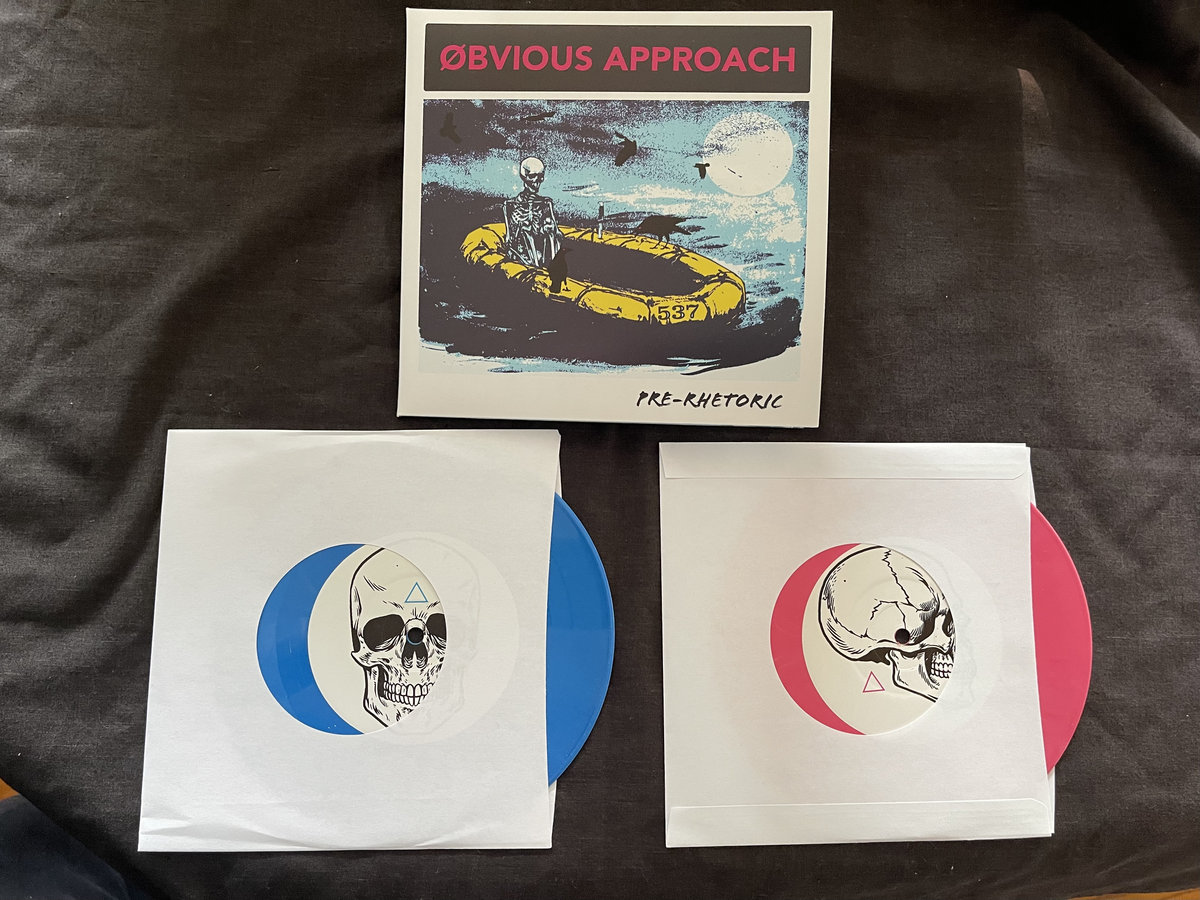 ØBVIOUS APPROACH
537
PRE-RHETORIC